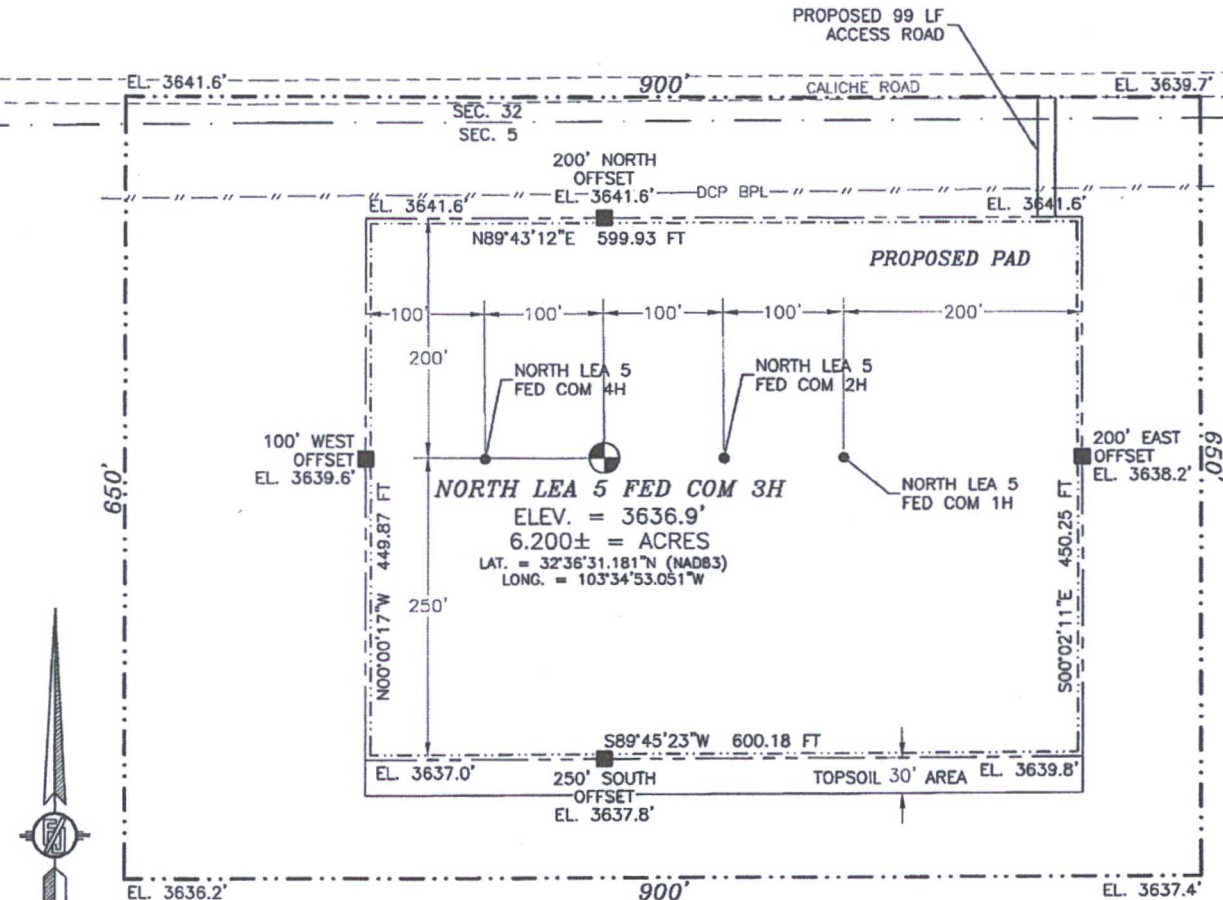 PROPOSED 99 LF
ACCESS ROAD
EL. 3641.6'
900'
CALICHE ROAD
EL. 3639.7'
SEC. 32
SEC. 5
200' NORTH
OFFSET
EL. 3641.6'
DCP BPL
EL. 3641.6'
EL. 3641.6'
N89°43'12"E 599.93 FT
PROPOSED PAD
100'
100'
100'
100'
200'
200'
NORTH LEA 5
FED COM 4H
NORTH LEA 5
FED COM 2H
100' WEST
OFFSET
EL. 3639.6'
200' EAST
OFFSET
EL. 3638.2'
650'
650'
NORTH LEA 5 FED COM 3H
ELEV. = 3636.9'
6.200± = ACRES
LAT. = 32°36'31.181"N (NAD83)
LONG. = 103°34'53.051"W
NORTH LEA 5
FED COM 1H
N00°00'17"W 449.87 FT
250'
S00°02'11"E 450.25 FT
S89°45'23"W 600.18 FT
EL. 3637.0'
250' SOUTH
OFFSET
EL. 3637.8'
TOPSOIL 30' AREA
EL. 3639.8'
EL. 3636.2'
900'
EL. 3637.4'